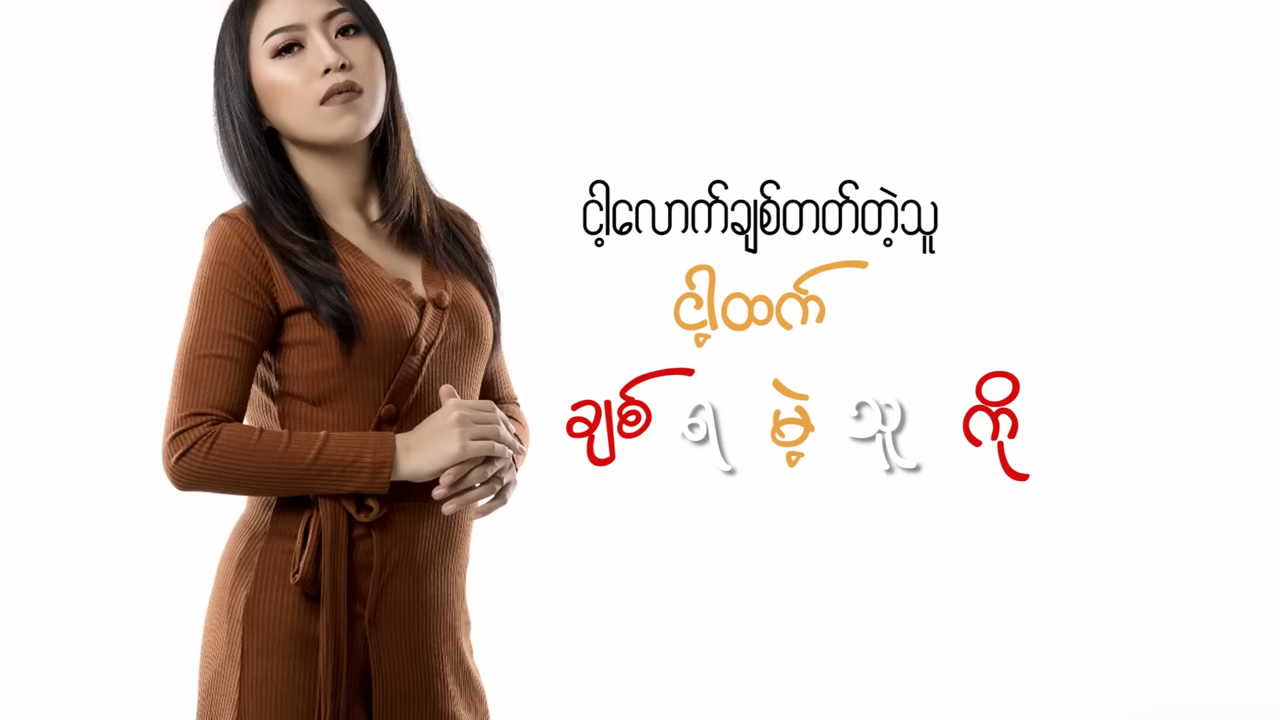 ငါ့လောက်ချစ်တတ်တဲ့သူ
ငါ့ထက်
ချစ် ရ မဲ့ သူ ကို